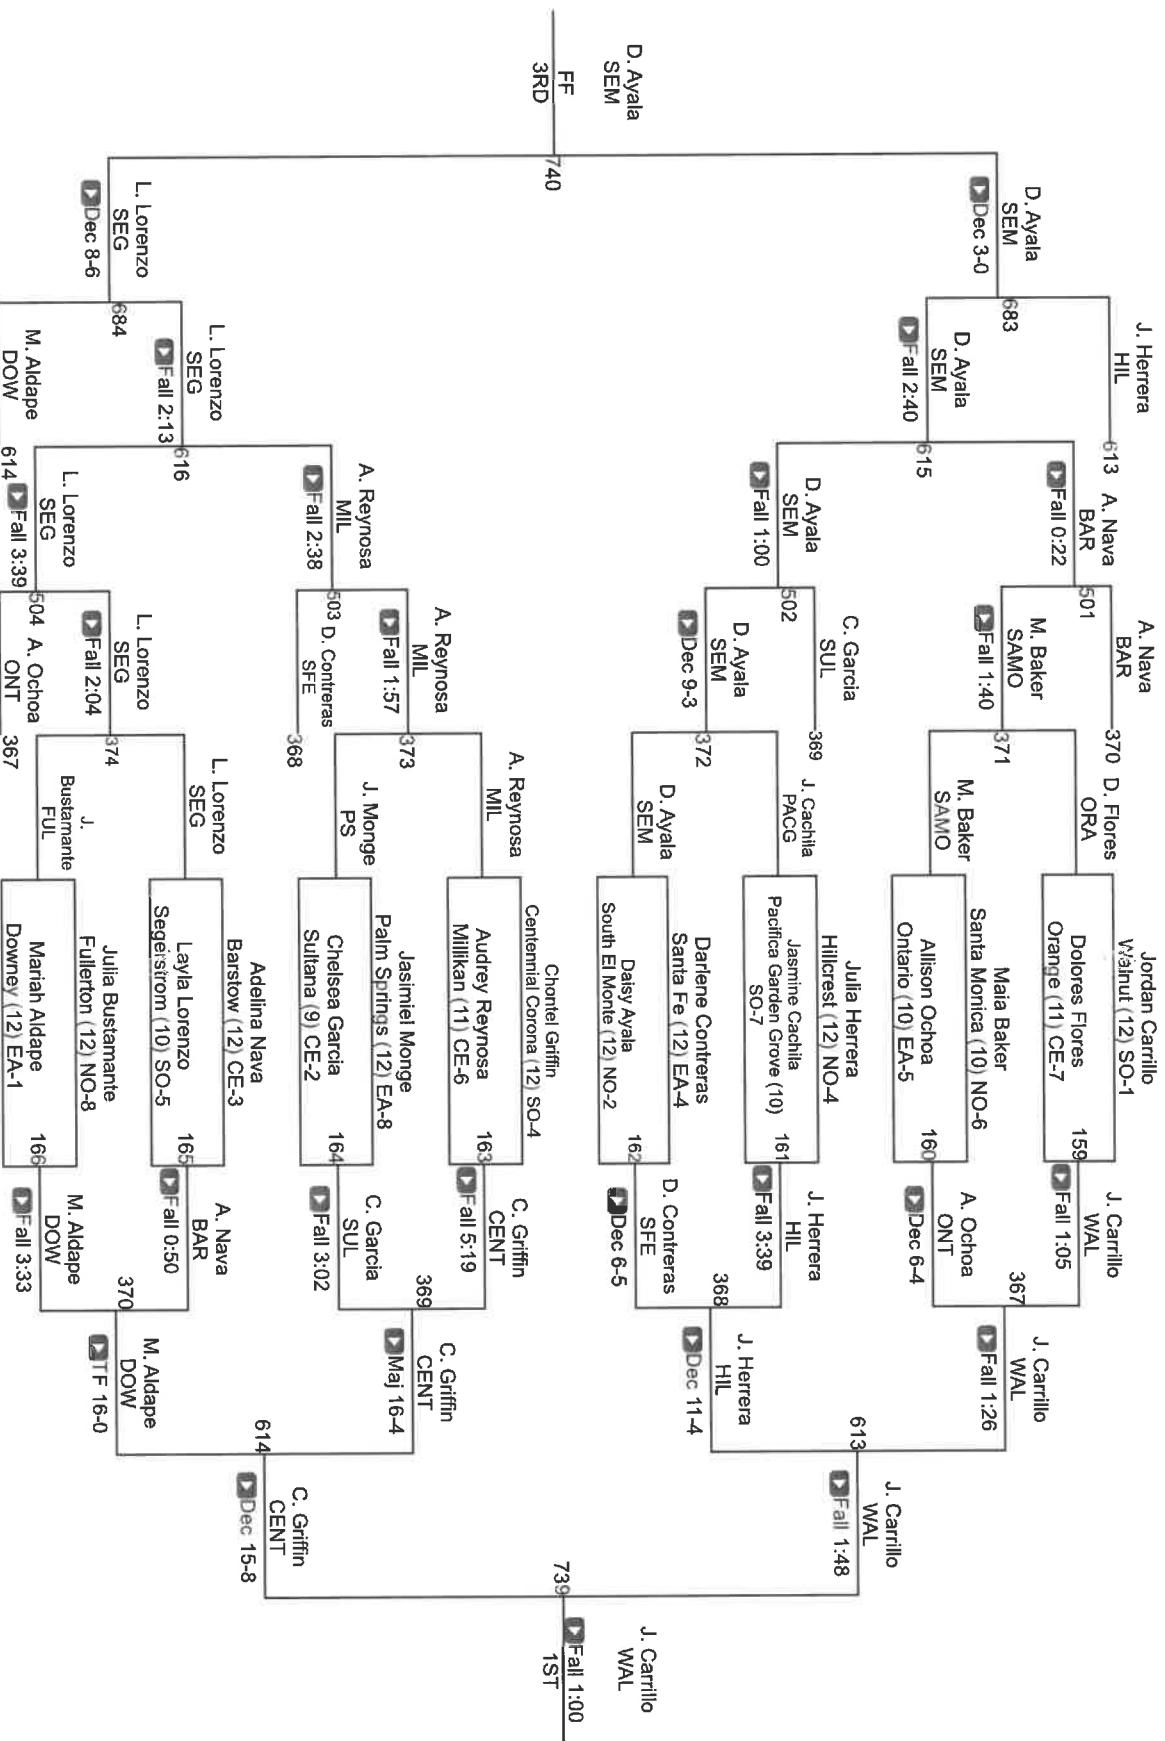 D. Ayala
SEM
FF
3RD
740
D. Ayala
SEM
Dec 3-0
L. Lorenzo
SEG
Dec 8-6
J. Herrera
HIL
613
683
D. Ayala
SEM
Fall 2:40
L. Lorenzo
SEG
Fall 2:13
684
M. Aldape
DOW
614
A. Nava
BAR
Fall 0:22
615
D. Ayala
SEM
Fall 1:00
A. Reynosa
MIL
Fall 2:38
616
L. Lorenzo
SEG
Fall 3:39
A. Nava
BAR
370
501
M. Baker
SAMO
Fall 1:40
C. Garcia
SUL
369
502
D. Ayala
SEM
Dec 9-3
A. Reynosa
MIL
Fall 1:57
503
D. Contreras
SFE
368
L. Lorenzo
SEG
Fall 2:04
504
A. Ochoa
ONT
367
D. Flores
ORA
371
M. Baker
SAMO
J. Cachila
PACG
372
D. Ayala
SEM
A. Reynosa
MIL
373
J. Monge
PS
L. Lorenzo
SEG
374
J.
Bustamante
FUL
Jordan Carrillo
Walnut (12) SO-1
Dolores Flores
Orange (11) CE-7
159
Maia Baker
Santa Monica (10) NO-6
Allison Ochoa
Ontario (10) EA-5
160
Julia Herrera
Hillcrest (12) NO-4
Jasmine Cachila
Pacifica Garden Grove (10)
SO-7
161
Darlene Contreras
Santa Fe (12) EA-4
Daisy Ayala
South El Monte (12) NO-2
162
Chontel Griffin
Centennial Corona (12) SO-4
Audrey Reynosa
Millikan (11) CE-6
163
Jasimiel Monge
Palm Springs (12) EA-8
Chelsea Garcia
Sultana (9) CE-2
164
Adelina Nava
Barstow (12) CE-3
Layla Lorenzo
Segerstrom (10) SO-5
165
Julia Bustamante
Fullerton (12) NO-8
Mariah Aldape
Downey (12) EA-1
166
J. Carrillo
WAL
Fall 1:05
A. Ochoa
ONT
Dec 6-4
J. Herrera
HIL
Fall 3:39
D. Contreras
SFE
Dec 6-5
C. Griffin
CENT
Fall 5:19
C. Garcia
SUL
Fall 3:02
A. Nava
BAR
Fall 0:50
M. Aldape
DOW
Fall 3:33
367
J. Carrillo
WAL
Fall 1:26
368
J. Herrera
HIL
Dec 11-4
369
C. Griffin
CENT
Maj 16-4
370
M. Aldape
DOW
TF 16-0
613
J. Carrillo
WAL
Fall 1:48
614
C. Griffin
CENT
Dec 15-8
739
J. Carrillo
WAL
Fall 1:00
1ST